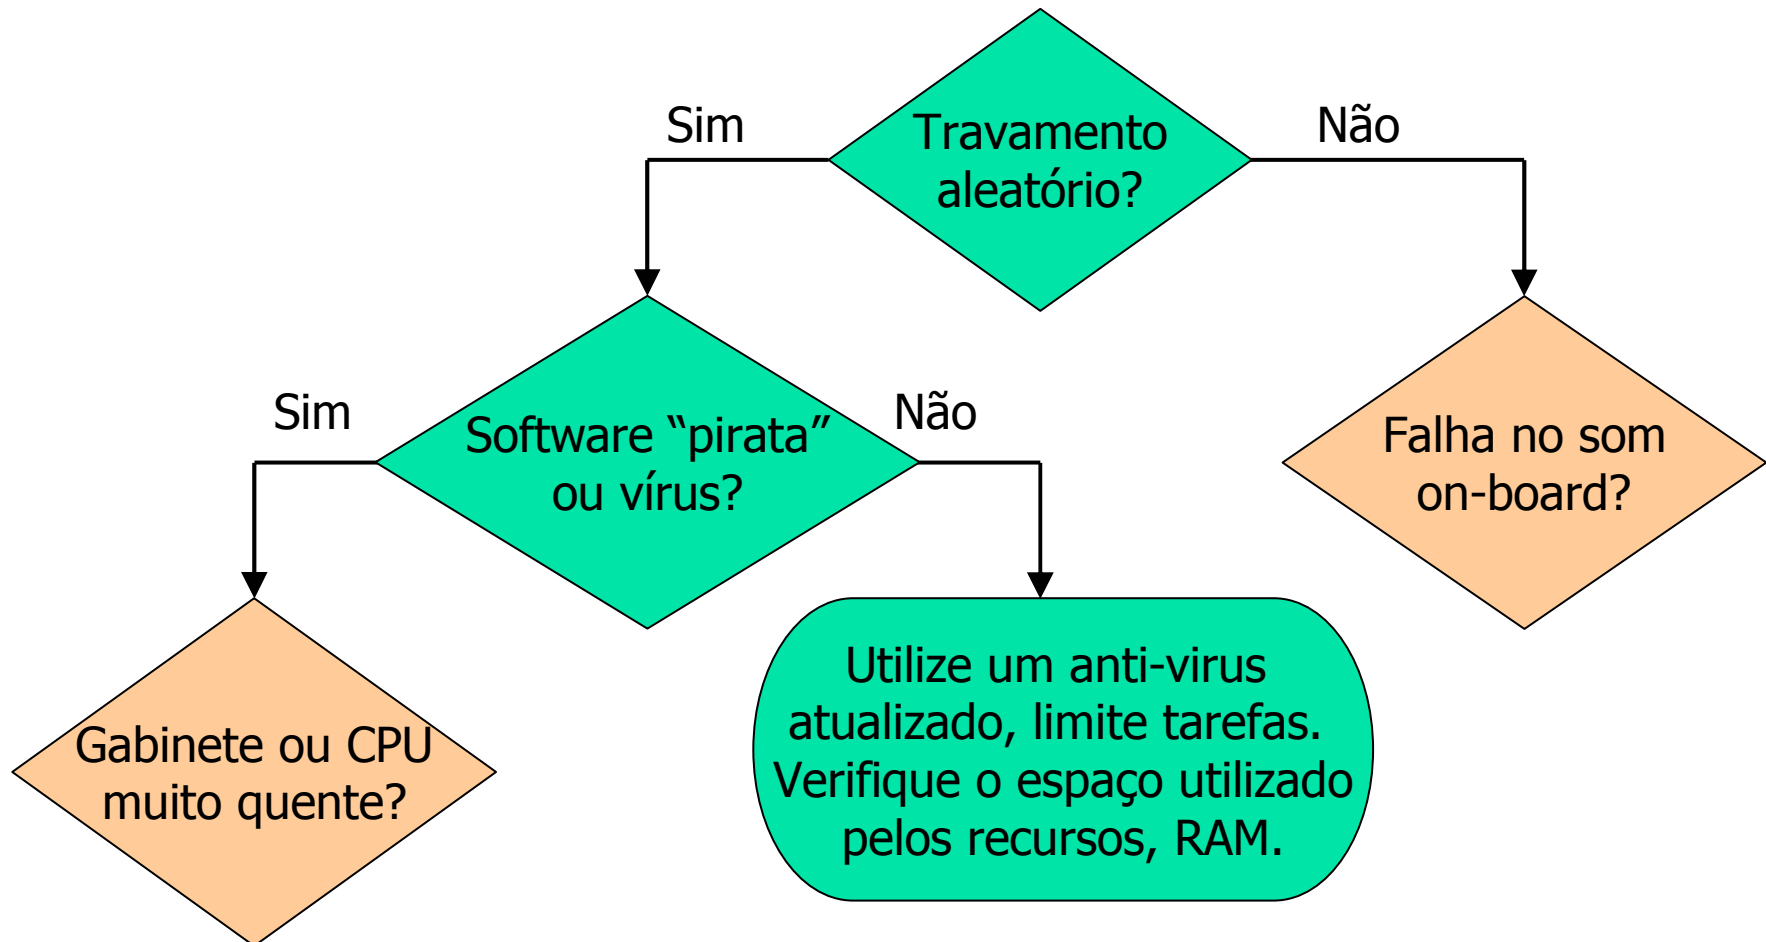 Sim
Travamento
aleatório?
Não
Sim
Software “pirata”
ou vírus?
Não
Falha no som
on-board?
Gabinete ou CPU
muito quente?
Utilize um anti-virus
atualizado, limite tarefas.
Verifique o espaço utilizado
pelos recursos, RAM.